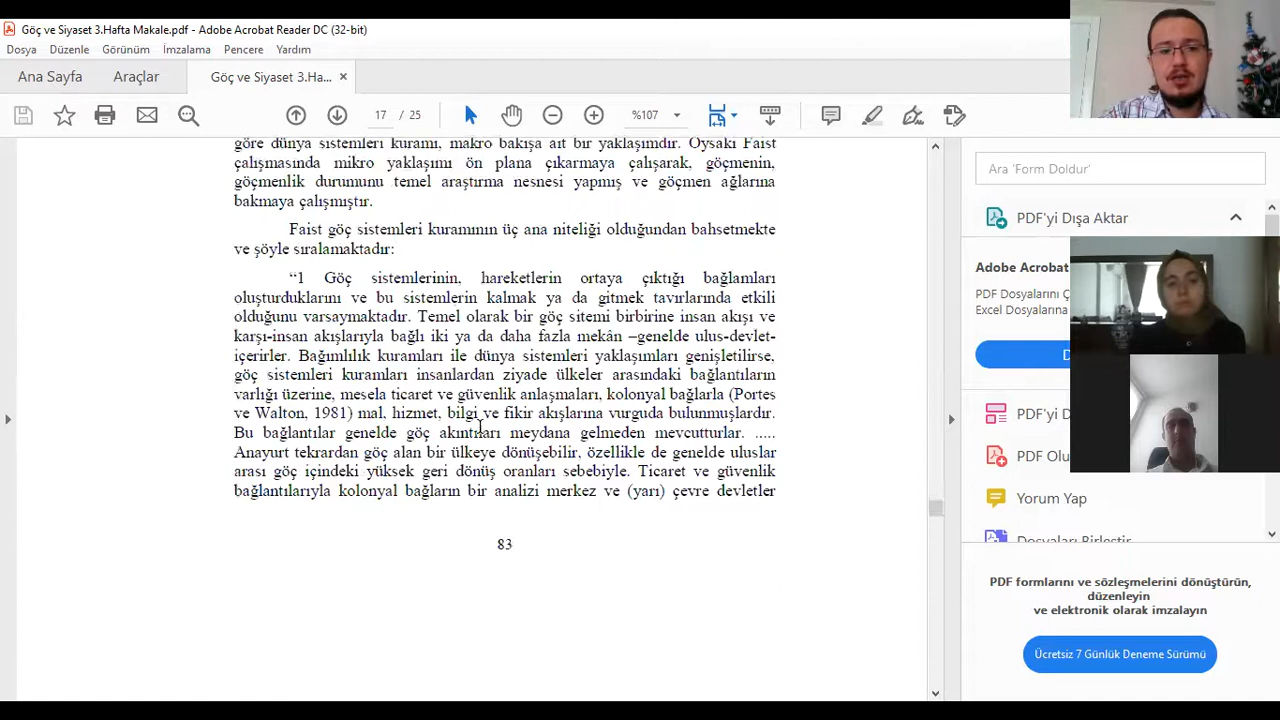 Göç ve Siyaset 3.Hafta Makale.pdf - Adobe Acrobat Reader DC (32-bit)
Dosya Düzenle Görünüm İmzalama Pencere Yardım
Ana Sayfa Araçlar Göç ve Siyaset 3.Ha... ×
17 / 25 %107
göre dünya sistemleri kuramı, makro bakışa ait bir yaklaşımdır. Oysaki Faist
çalışmasında mikro yaklaşımı ön plana çıkarmaya çalışarak, göçmenin,
göçmenlik durumunu temel araştırma nesnesi yapmış ve göçmen ağlarına
bakmaya çalışmıştır.
Faist göç sistemleri kuramının üç ana niteliği olduğundan bahsetmekte
ve şöyle sıralamaktadır:
“1 Göç sistemlerinin, hareketlerin ortaya çıktığı bağlamları
oluşturduklarını ve bu sistemlerin kalmak ya da gitmek tavırlarında etkili
olduğunu varsaymaktadır. Temel olarak bir göç sitemi birbirine insan akışı ve
karşı-insan akışlarıyla bağlı iki ya da daha fazla mekân –genelde ulus-devlet-
içerirler. Bağımlılık kuramları ile dünya sistemleri yaklaşımları genişletilirse,
göç sistemleri kuramları insanlardan ziyade ülkeler arasındaki bağlantıların
varlığı üzerine, mesela ticaret ve güvenlik anlaşmaları, kolonyal bağlarla (Portes
ve Walton, 1981) mal, hizmet, bilgi ve fikir akışlarına vurguda bulunmuşlardır.
Bu bağlantılar genelde göç akıntıları meydana gelmeden mevcutturlar. .....
Anayurt tekrardan göç alan bir ülkeye dönüşebilir, özellikle de genelde uluslar
arası göç içindeki yüksek geri dönüş oranları sebebiyle. Ticaret ve güvenlik
bağlantılarıyla kolonyal bağların bir analizi merkez ve (yarı) çevre devletler
83
Ara 'Form Doldur'
PDF'yi Dışa Aktar
Adobe Acrobat
PDF Dosyalarını Ç
Excel Dosyalarına
D
PDF'y
PDF Olu
Yorum Yap
Dosyaları Birleştir
PDF formlarını ve sözleşmelerini dönüştürün,
düzenleyin
ve elektronik olarak imzalayın
Ücretsiz 7 Günlük Deneme Sürümü